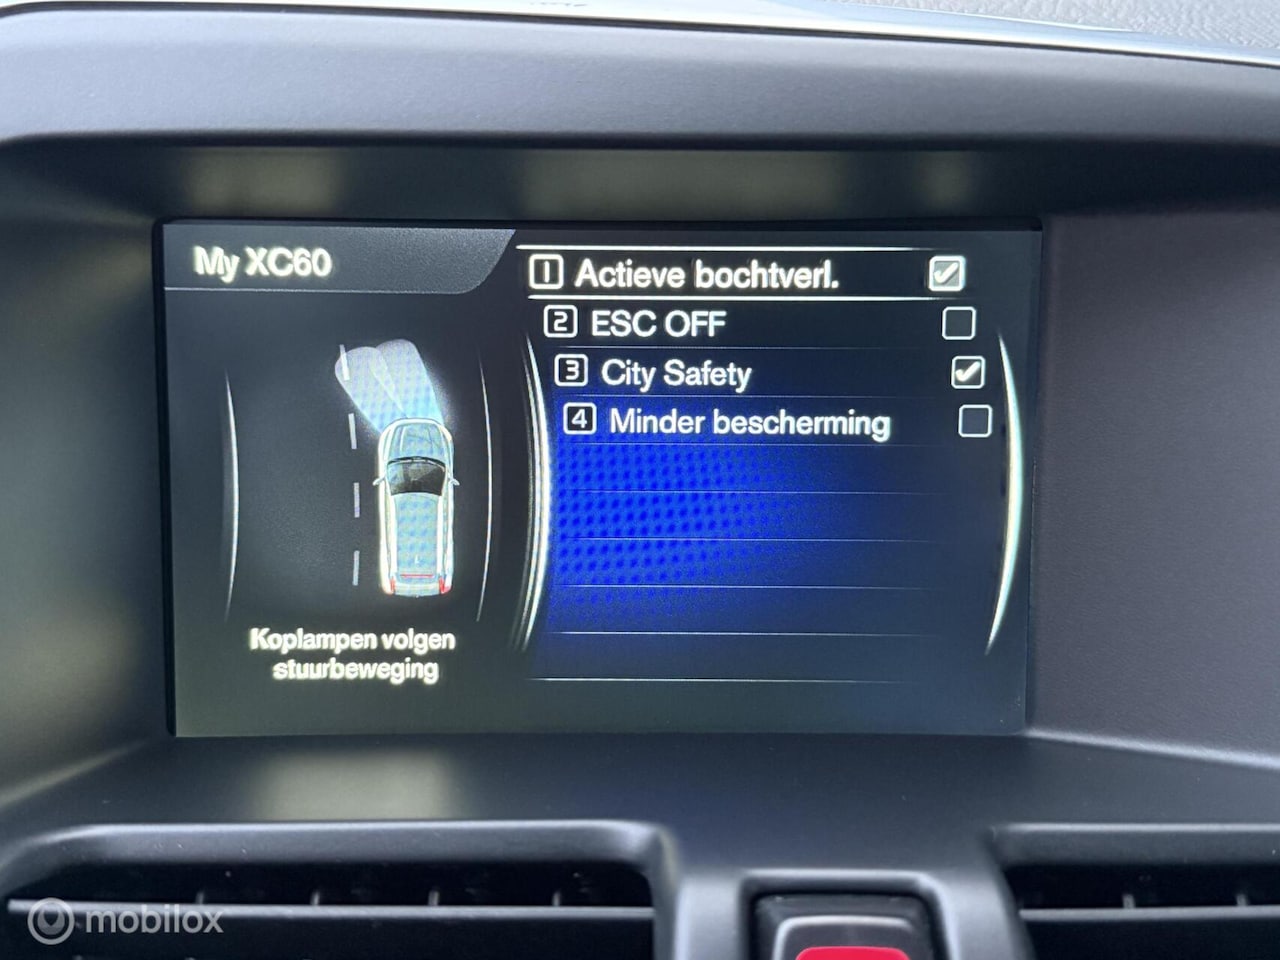 My XC60
1 Actieve bochtverl.
2 ESC OFF
3 City Safety
4 Minder bescherming
Koplampen volgen
stuurbeweging
mobilox